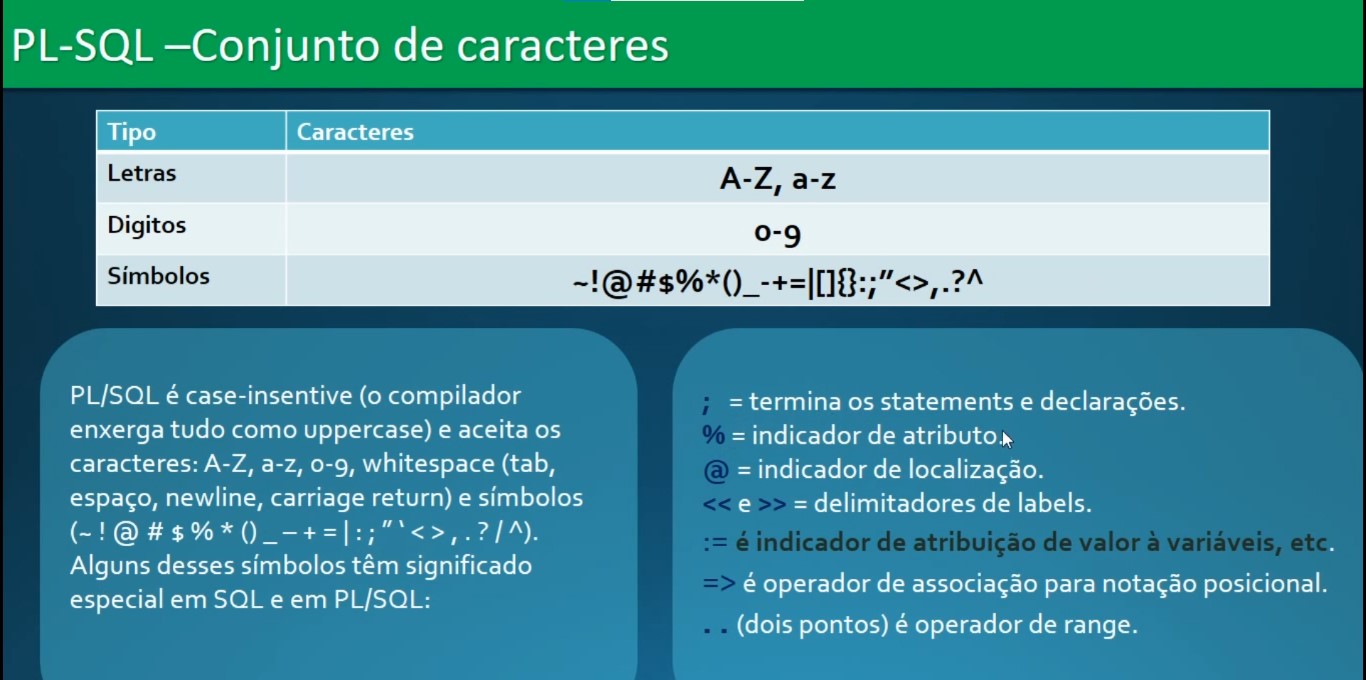 PL-SQL –Conjunto de caracteres
Tipo Caracteres
Letras A-Z, a-z
Digitos 0-9
Símbolos ~!@#$%*()_-+=|[]{}:;”<>,.?^
PL/SQL é case-insentive (o compilador
enxerga tudo como uppercase) e aceita os
caracteres: A-Z, a-z, 0-9, whitespace (tab,
espaço, newline, carriage return) e símbolos
(~ ! @ # $ % * () _ – + = | : ; ” ‘ < > , . ? / ^).
Alguns desses símbolos têm significado
especial em SQL e em PL/SQL:
; = termina os statements e declarações.
% = indicador de atributo.
@ = indicador de localização.
<< e >> = delimitadores de labels.
:= é indicador de atribuição de valor à variáveis, etc.
=> é operador de associação para notação posicional.
. . (dois pontos) é operador de range.